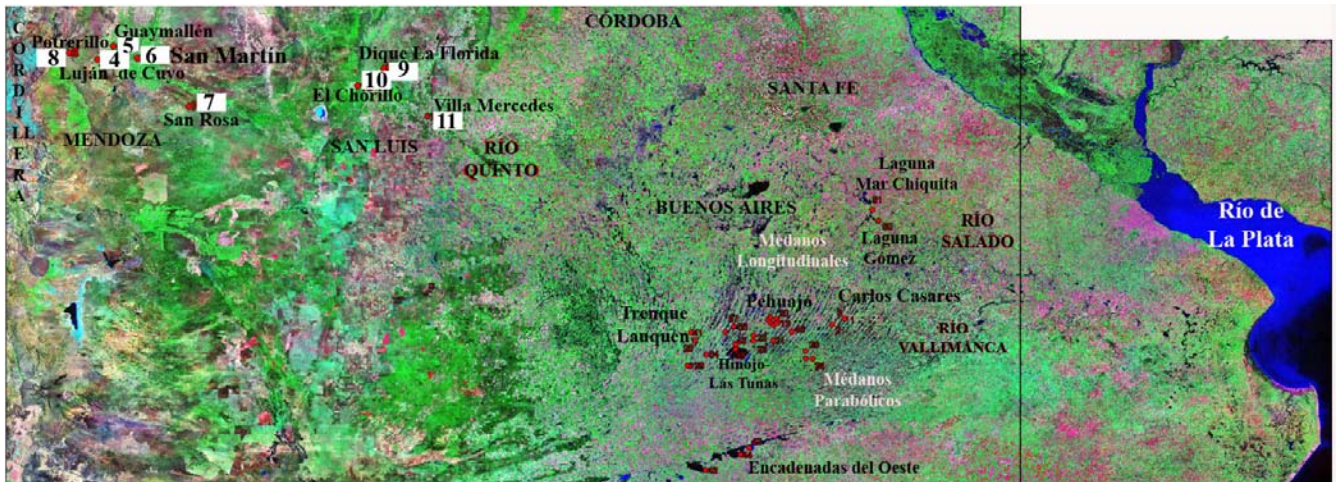 CORDILLERA
CÓRDOBA
Guaymallén
Potrerillo
5
8
4
6
San Martín
Luján de Cuyo
Dique La Florida
9
10
El Chorillo
7
San Rosa
Villa Mercedes
11
MENDOZA
SAN LUIS
RÍO
QUINTO
SANTA FE
Laguna
Mar Chiquita
BUENOS AIRES
RÍO
SALADO
Río de
La Plata
Médanos
Longitudinales
Laguna
Gómez
Pehuajó
Carlos Casares
Trenque
Lanquen
RÍO
VALLIMANCA
Hinojo-
Las Tunas
Médanos
Parabólicos
Encadenadas del Oeste